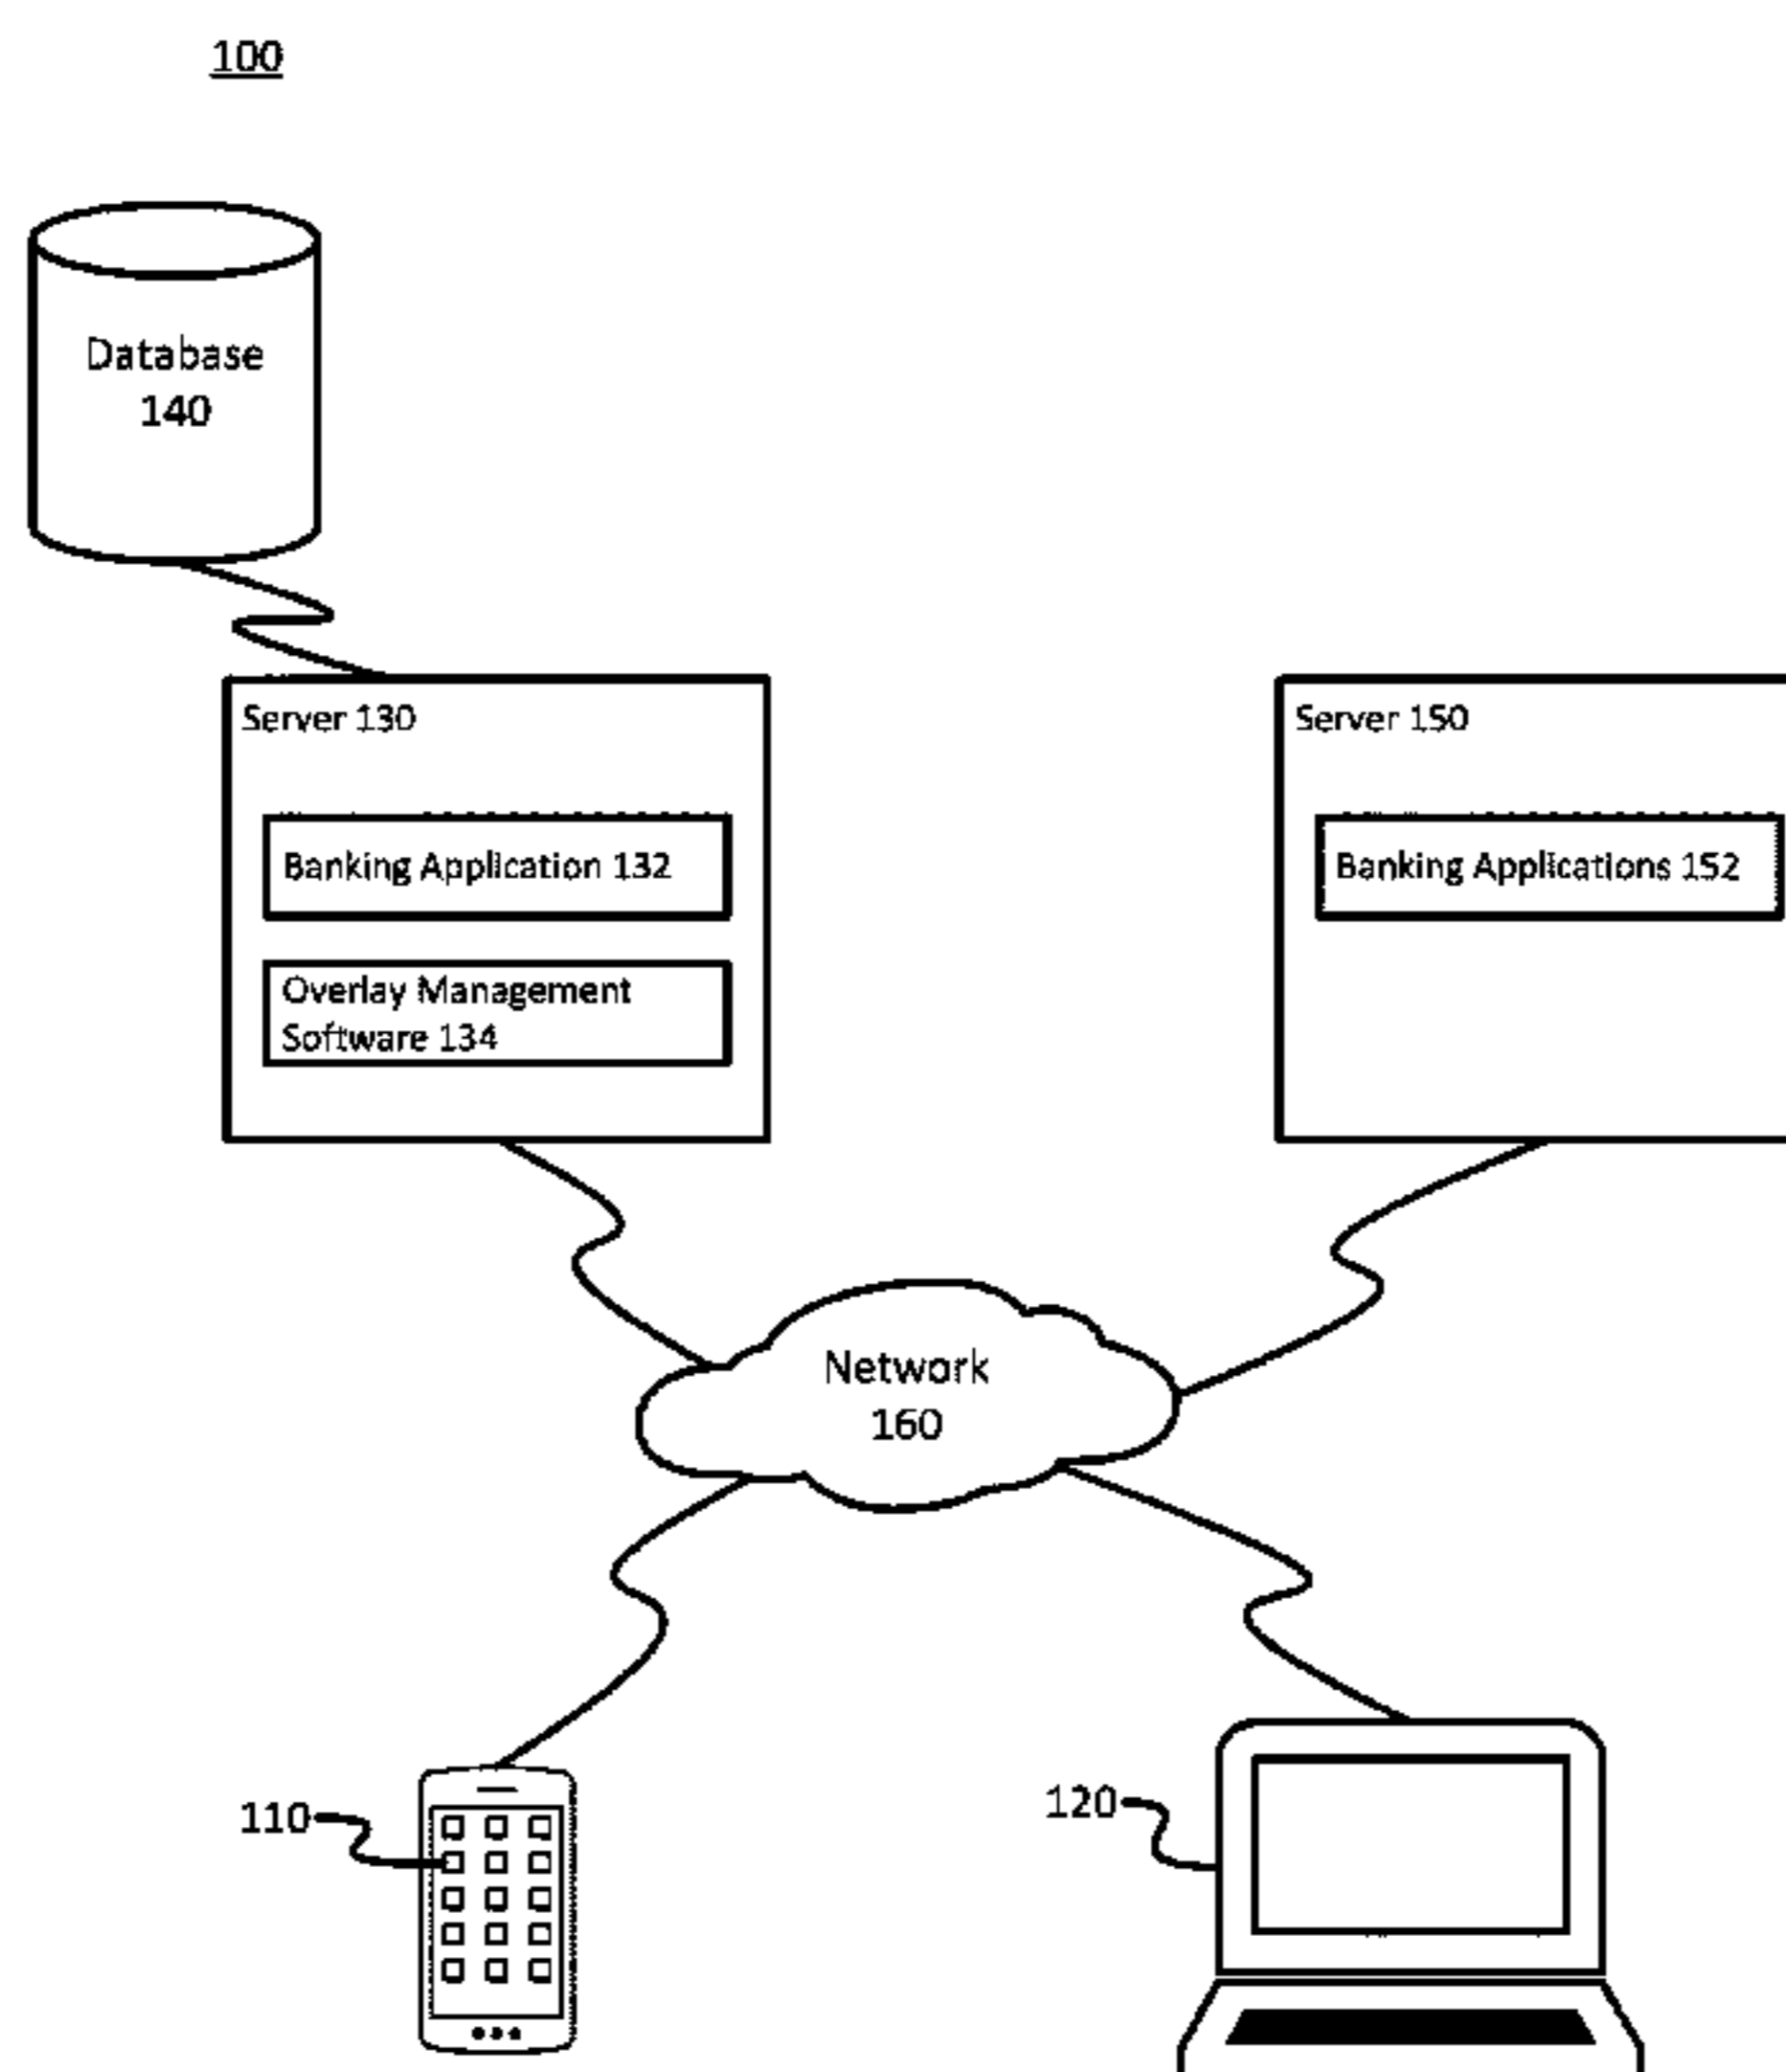 100
Database
140
Server 130
Banking Application 132
Overlay Management
Software 134
Server 150
Banking Applications 152
Network
160
110
120